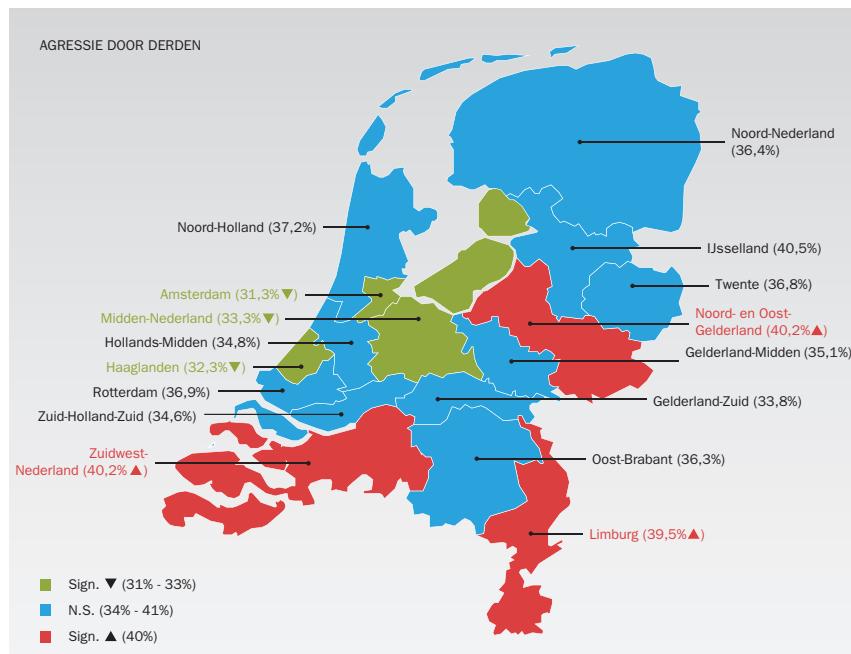 AGRESSIE DOOR DERDEN
Noord-Nederland
(36,4%)
Noord-Holland (37,2%)
IJsselland (40,5%)
Twente (36,8%)
Amsterdam (31,3%▼)
Midden-Nederland (33,3%▼)
Noord- en Oost-
Gelderland (40,2%▲)
Hollands-Midden (34,8%)
Gelderland-Midden (35,1%)
Haaglanden (32,3%▼)
Rotterdam (36,9%)
Gelderland-Zuid (33,8%)
Zuid-Holland-Zuid (34,6%)
Zuidwest-
Nederland (40,2%▲)
Oost-Brabant (36,3%)
Limburg (39,5%▲)
Sign. ▼ (31% - 33%)
N.S. (34% - 41%)
Sign. ▲ (40%)